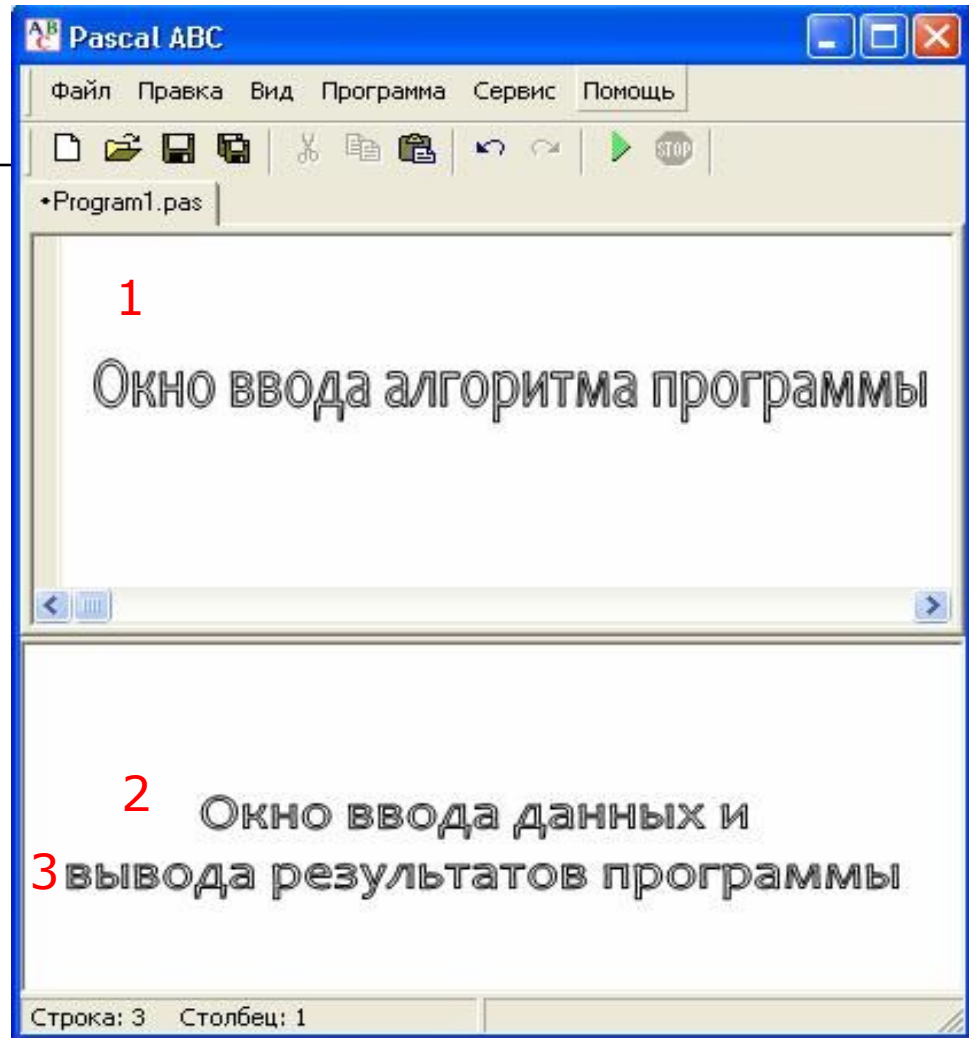 Pascal ABC
Файл Правка Вид Программа Сервис Помощь
STOP
•Program1.pas
1
Окно ввода алгоритма программы
2
Окно ввода данных и
3 вывода результатов программы
Строка: 3 Столбец: 1